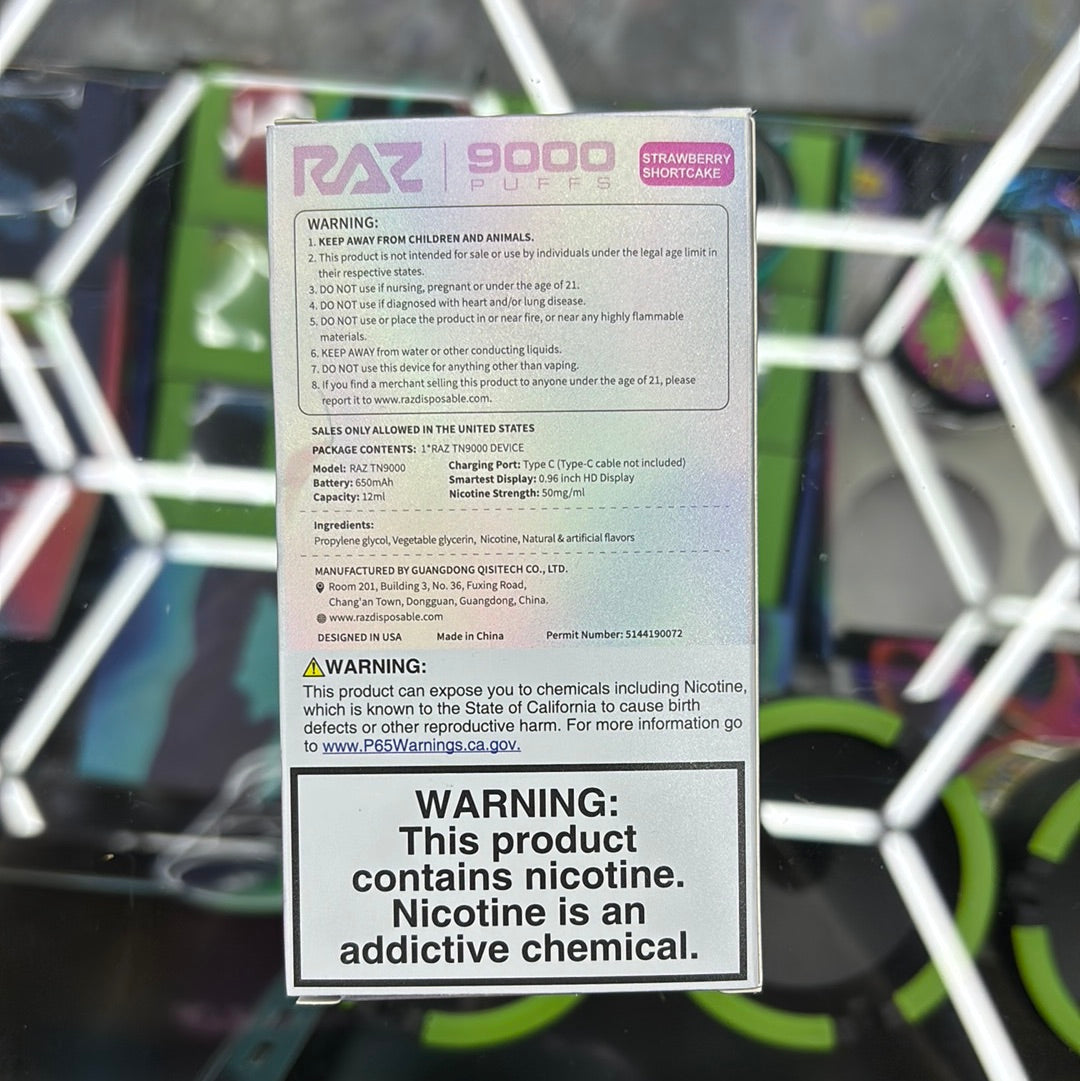 RAZ | 9000 PUFFS STRAWBERRY SHORTCAKE
WARNING:
1. KEEP AWAY FROM CHILDREN AND ANIMALS.
2. This product is not intended for sale or use by individuals under the legal age limit in
their respective states.
3. DO NOT use if nursing, pregnant or under the age of 21.
4. DO NOT use if diagnosed with heart and/or lung disease.
5. DO NOT use or place the product in or near fire, or near any highly flammable
materials.
6. KEEP AWAY from water or other conducting liquids.
7. DO NOT use this device for anything other than vaping.
8. If you find a merchant selling this product to anyone under the age of 21, please
report it to www.razdisposable.com.
SALES ONLY ALLOWED IN THE UNITED STATES
PACKAGE CONTENTS: 1*RAZ TN9000 DEVICE
Model: RAZ TN9000 Charging Port: Type C (Type-C cable not included)
Battery: 650mAh Smartest Display: 0.96 inch HD Display
Capacity: 12ml Nicotine Strength: 50mg/ml
Ingredients:
Propylene glycol, Vegetable glycerin, Nicotine, Natural & artificial flavors
MANUFACTURED BY GUANGDONG QISITECH CO., LTD.
Room 201, Building 3, No. 36, Fuxing Road,
Chang'an Town, Dongguan, Guangdong, China.
www.razdisposable.com
DESIGNED IN USA Made in China Permit Number: 5144190072
WARNING:
This product can expose you to chemicals including Nicotine,
which is known to the State of California to cause birth
defects or other reproductive harm. For more information go
to www.P65Warnings.ca.gov.
WARNING:
This product
contains nicotine.
Nicotine is an
addictive chemical.